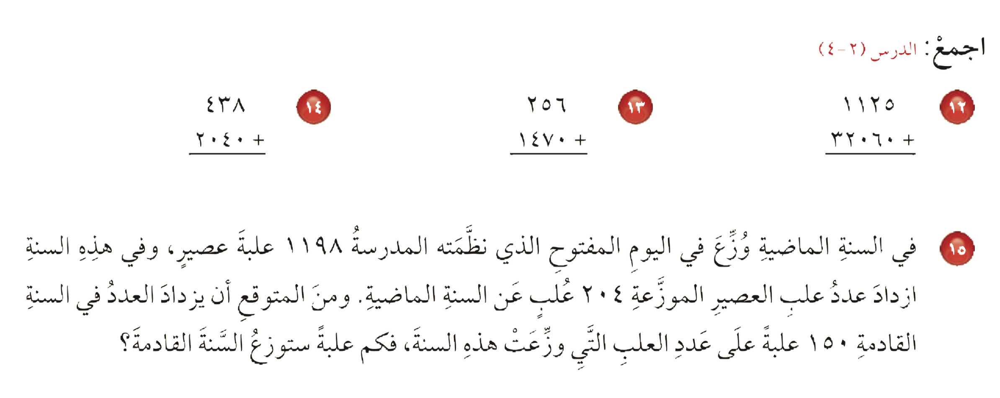 اجمعْ: الدرس (٢-٤)
١٢ ١١٢٥ ١٣ ٢٥٦ ١٤ ٤٣٨
٣٢٠٦٠ + ١٤٧٠ + ٢٠٤٠ +
١٥ في السنةِ الماضيةِ وُزِّعَ في اليومِ المفتوحِ الذي نظَّمَته المدرسةُ ١١٩٨ علبةَ عصيرٍ، وفي هذِهِ السنةِ
ازدادَ عددُ علبِ العصيرِ الموزَّعةِ ٢٠٤ عُلبٍ عَن السنةِ الماضيةِ. ومنَ المتوقعِ أن يزدادَ العددُ في السنةِ
القادمةِ ١٥٠ علبةً علَى عَددِ العلبِ التَّيِ وزِّعَتْ هذهِ السنةَ، فكم علبةً ستوزعُ السَّنةَ القادمةَ؟